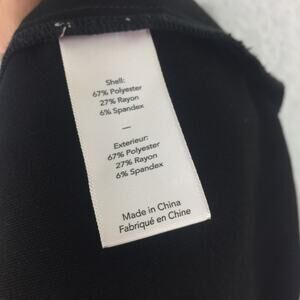 Shell:
67% Polyester
27% Rayon
6% Spandex
—
Exterieur:
67% Polyester
27% Rayon
6% Spandex
Made in China
Fabriqué en Chine